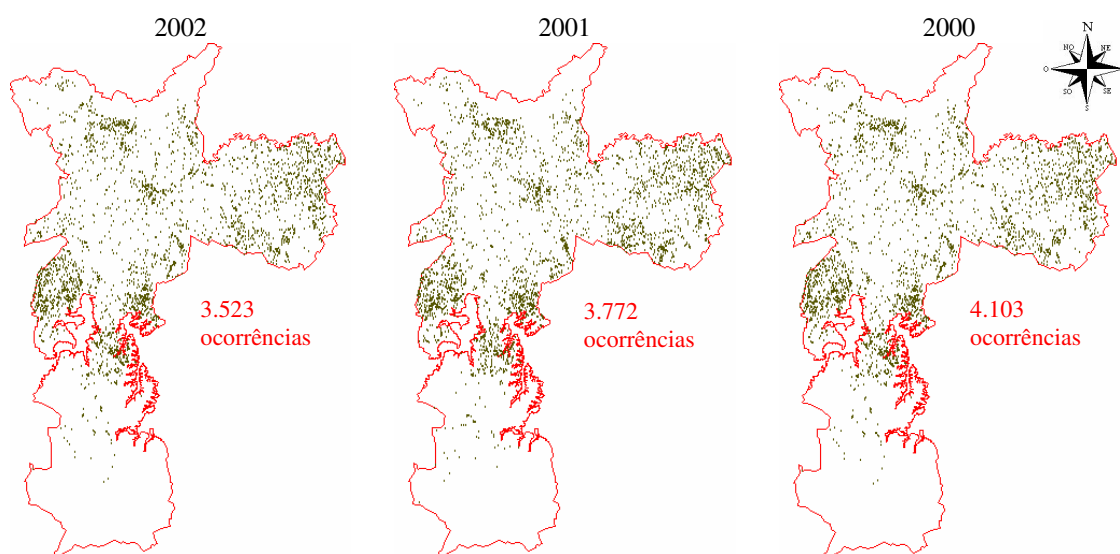 2002
2001
2000
N
NO
NE
O
SO
SE
S
3.523
ocorrências
3.772
ocorrências
4.103
ocorrências